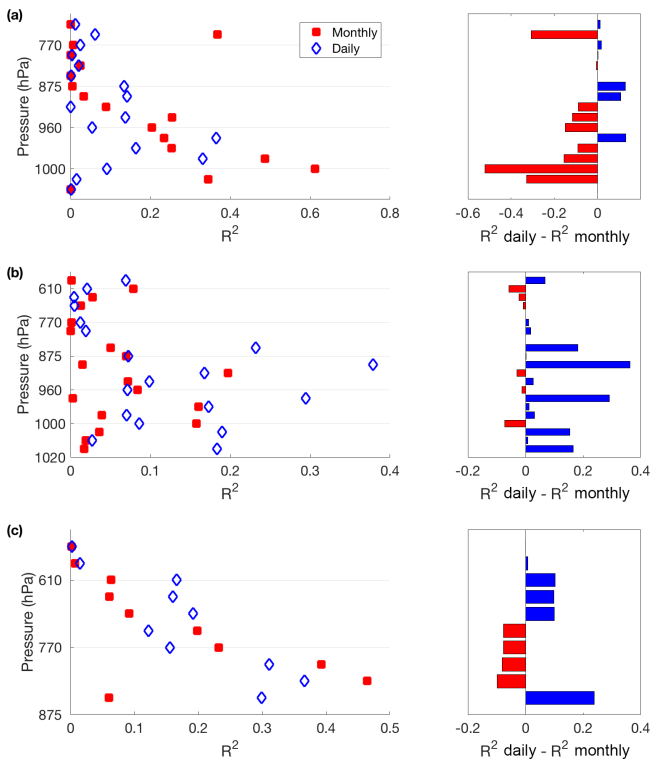 (a)
Monthly
Daily
770
875
960
1000
Pressure (hPa)
0 0.2 0.4 0.6 0.8
R²
-0.6 -0.4 -0.2 0
R² daily - R² monthly
(b)
610
770
875
960
1000
1020
Pressure (hPa)
0 0.1 0.2 0.3 0.4
R²
-0.2 0 0.2 0.4
R² daily - R² monthly
(c)
610
770
875
Pressure (hPa)
0 0.1 0.2 0.3 0.4 0.5
R²
-0.2 0 0.2 0.4
R² daily - R² monthly